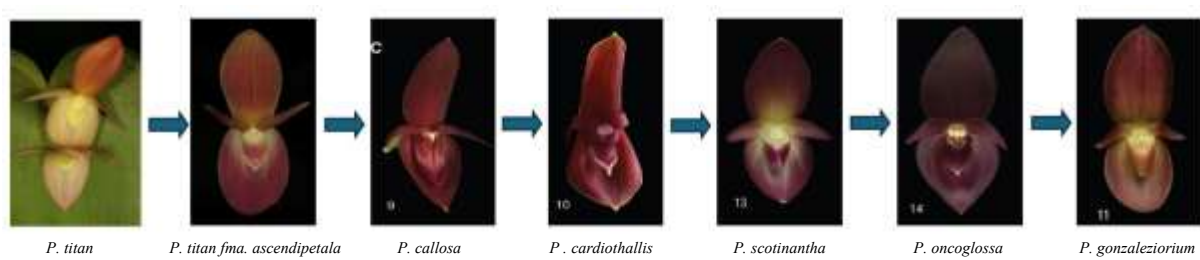 C
9
10
13
14
11
P. titan
P. titan fma. ascendipetala
P. callosa
P . cardiothallis
P. scotinantha
P. oncoglossa
P. gonzaleziorium